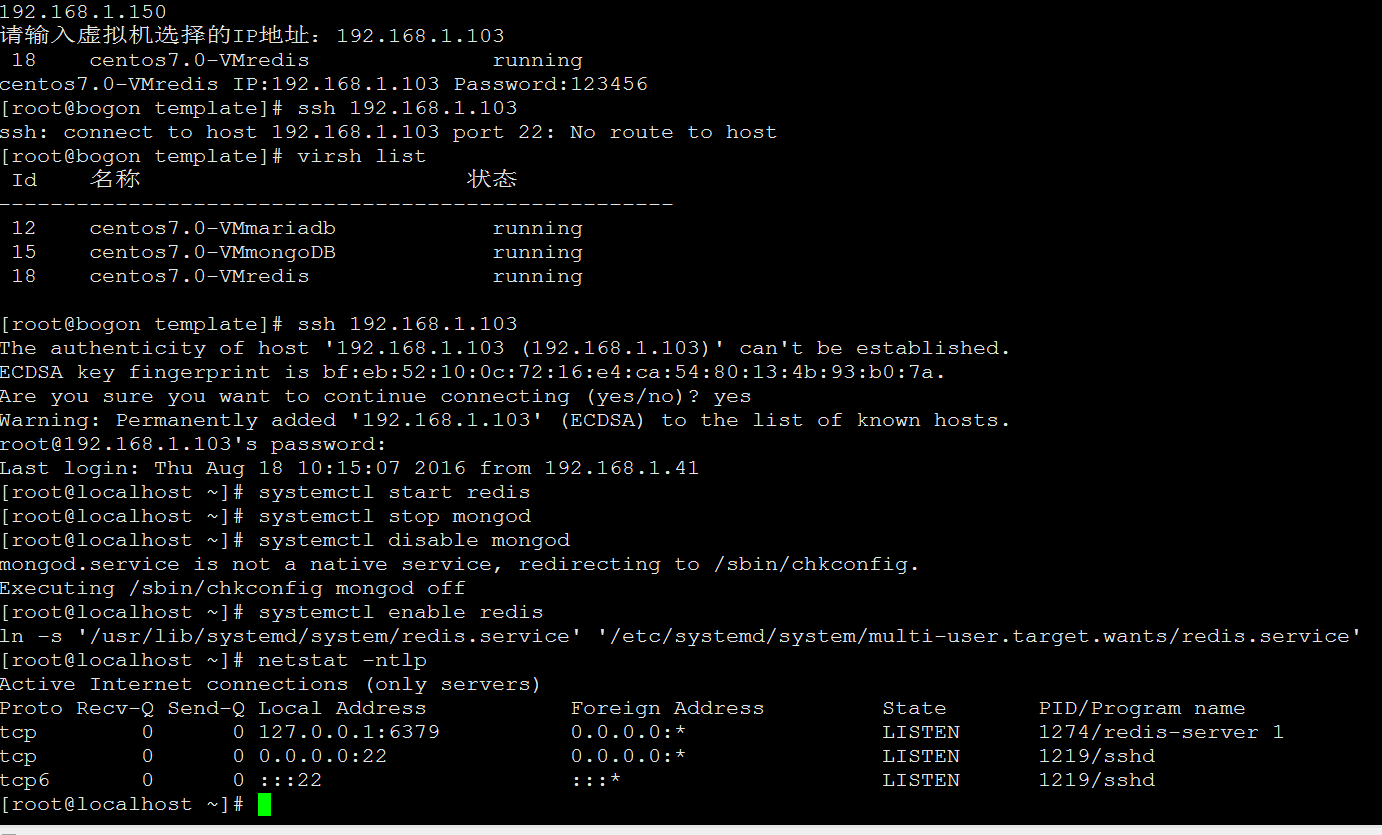 192.168.1.150
请输入虚拟机选择的IP地址：192.168.1.103
 18    centos7.0-VMredis              running
centos7.0-VMredis IP:192.168.1.103 Password:123456
[root@bogon template]# ssh 192.168.1.103
ssh: connect to host 192.168.1.103 port 22: No route to host
[root@bogon template]# virsh list
 Id    名称                         状态
----------------------------------------------------
 12    centos7.0-VMmariadb            running
 15    centos7.0-VMmongoDB            running
 18    centos7.0-VMredis              running

[root@bogon template]# ssh 192.168.1.103
The authenticity of host '192.168.1.103 (192.168.1.103)' can't be established.
ECDSA key fingerprint is bf:eb:52:10:0c:72:16:e4:ca:54:80:13:4b:93:b0:7a.
Are you sure you want to continue connecting (yes/no)? yes
Warning: Permanently added '192.168.1.103' (ECDSA) to the list of known hosts.
root@192.168.1.103's password:
Last login: Thu Aug 18 10:15:07 2016 from 192.168.1.41
[root@localhost ~]# systemctl start redis
[root@localhost ~]# systemctl stop mongod
[root@localhost ~]# systemctl disable mongod
mongod.service is not a native service, redirecting to /sbin/chkconfig.
Executing /sbin/chkconfig mongod off
[root@localhost ~]# systemctl enable redis
ln -s '/usr/lib/systemd/system/redis.service' '/etc/systemd/system/multi-user.target.wants/redis.service'
[root@localhost ~]# netstat -ntlp
Active Internet connections (only servers)
Proto Recv-Q Send-Q Local Address           Foreign Address         State       PID/Program name
tcp        0      0 127.0.0.1:6379          0.0.0.0:*               LISTEN      1274/redis-server 1
tcp        0      0 0.0.0.0:22              0.0.0.0:*               LISTEN      1219/sshd
tcp6       0      0 :::22                   :::*                    LISTEN      1219/sshd
[root@localhost ~]#